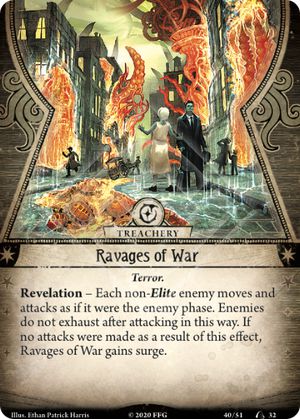 TREACHERY
Ravages of War
Terror.
Revelation – Each non-Elite enemy moves and
attacks as if it were the enemy phase. Enemies
do not exhaust after attacking in this way. If
no attacks were made as a result of this effect,
Ravages of War gains surge.
Illus. Ethan Patrick Harris © 2020 FFG 40/51 32